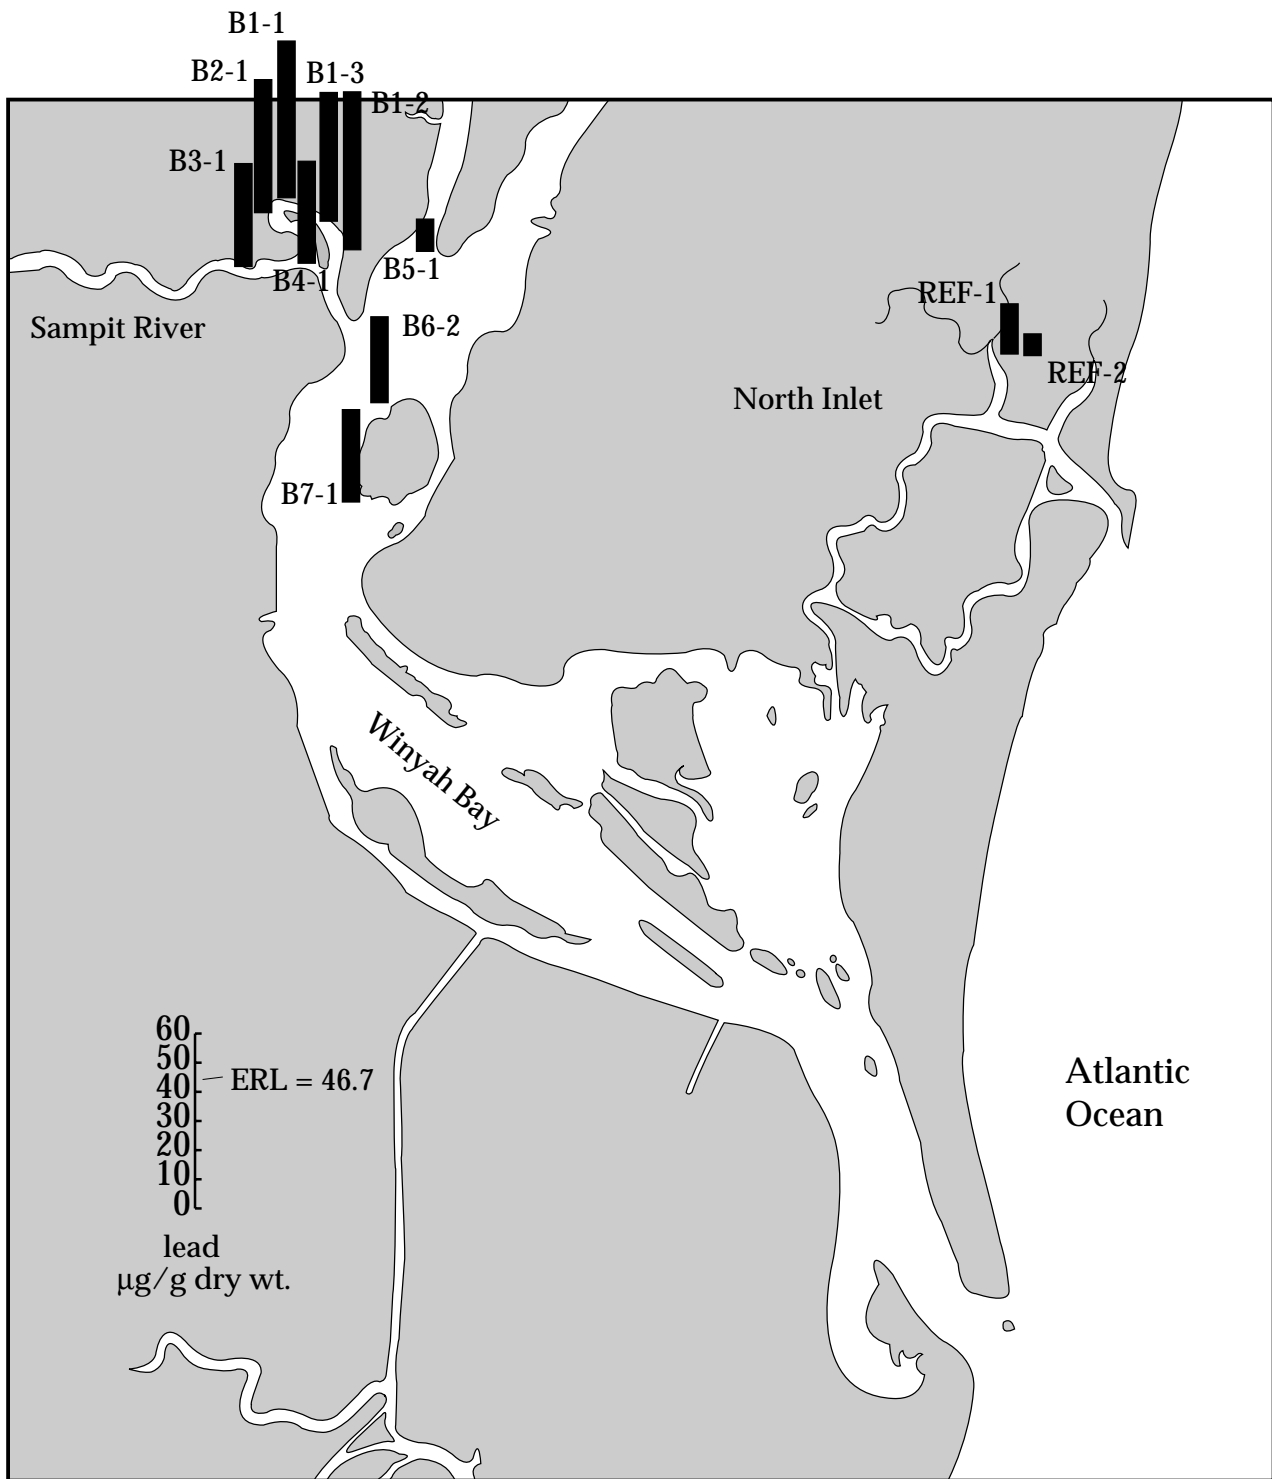 B1-1
B2-1
B1-3
B1-2
B3-1
B5-1
B4-1
REF-1
Sampit River
B6-2
REF-2
North Inlet
B7-1
Winyah Bay
60
50
ERL = 46.7
40
30
20
10
0
Atlantic
Ocean
lead
µg/g dry wt.